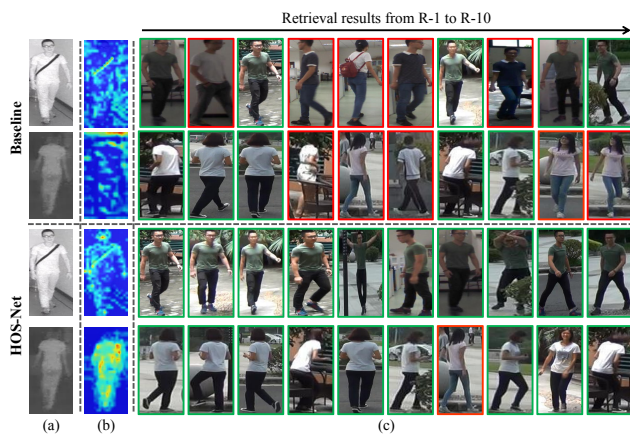 Retrieval results from R-1 to R-10
Baseline
HOS-Net
(a)
(b)
(c)